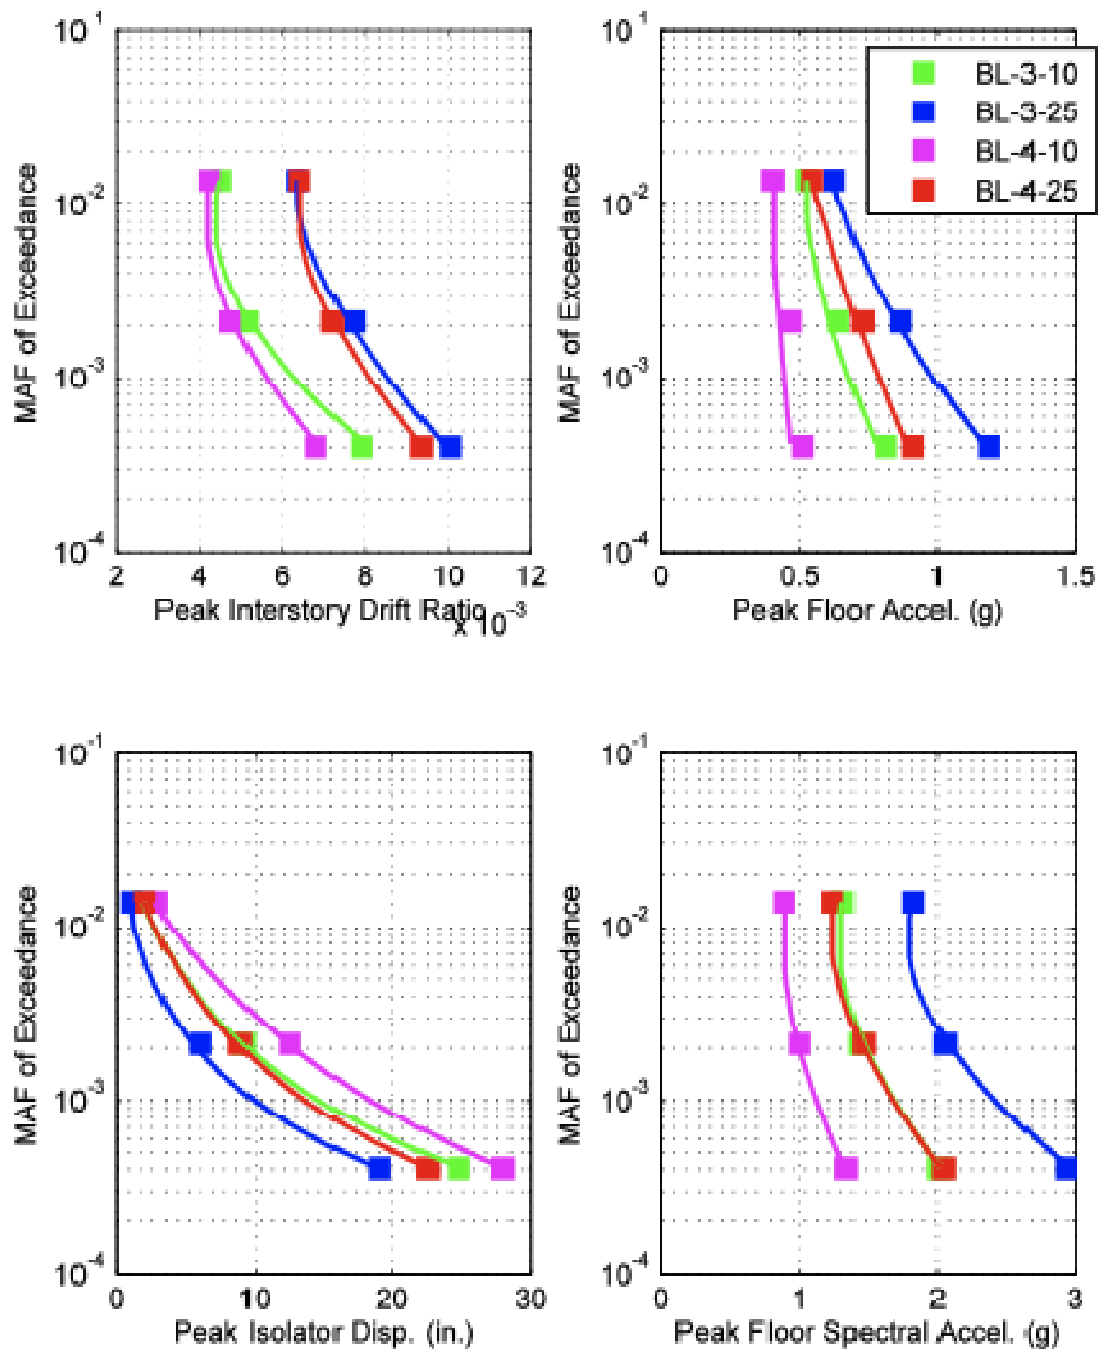 10^-1
10^-2
10^-3
10^-4
MAF of Exceedance
2 4 6 8 10 12
Peak Interstory Drift Ratio
x 10^-3
10^-1
10^-2
10^-3
10^-4
MAF of Exceedance
0 0.5 1 1.5
Peak Floor Accel. (g)
BL-3-10
BL-3-25
BL-4-10
BL-4-25
10^-1
10^-2
10^-3
10^-4
MAF of Exceedance
0 10 20 30
Peak Isolator Disp. (in.)
10^-1
10^-2
10^-3
10^-4
MAF of Exceedance
1 2 3
Peak Floor Spectral Accel. (g)